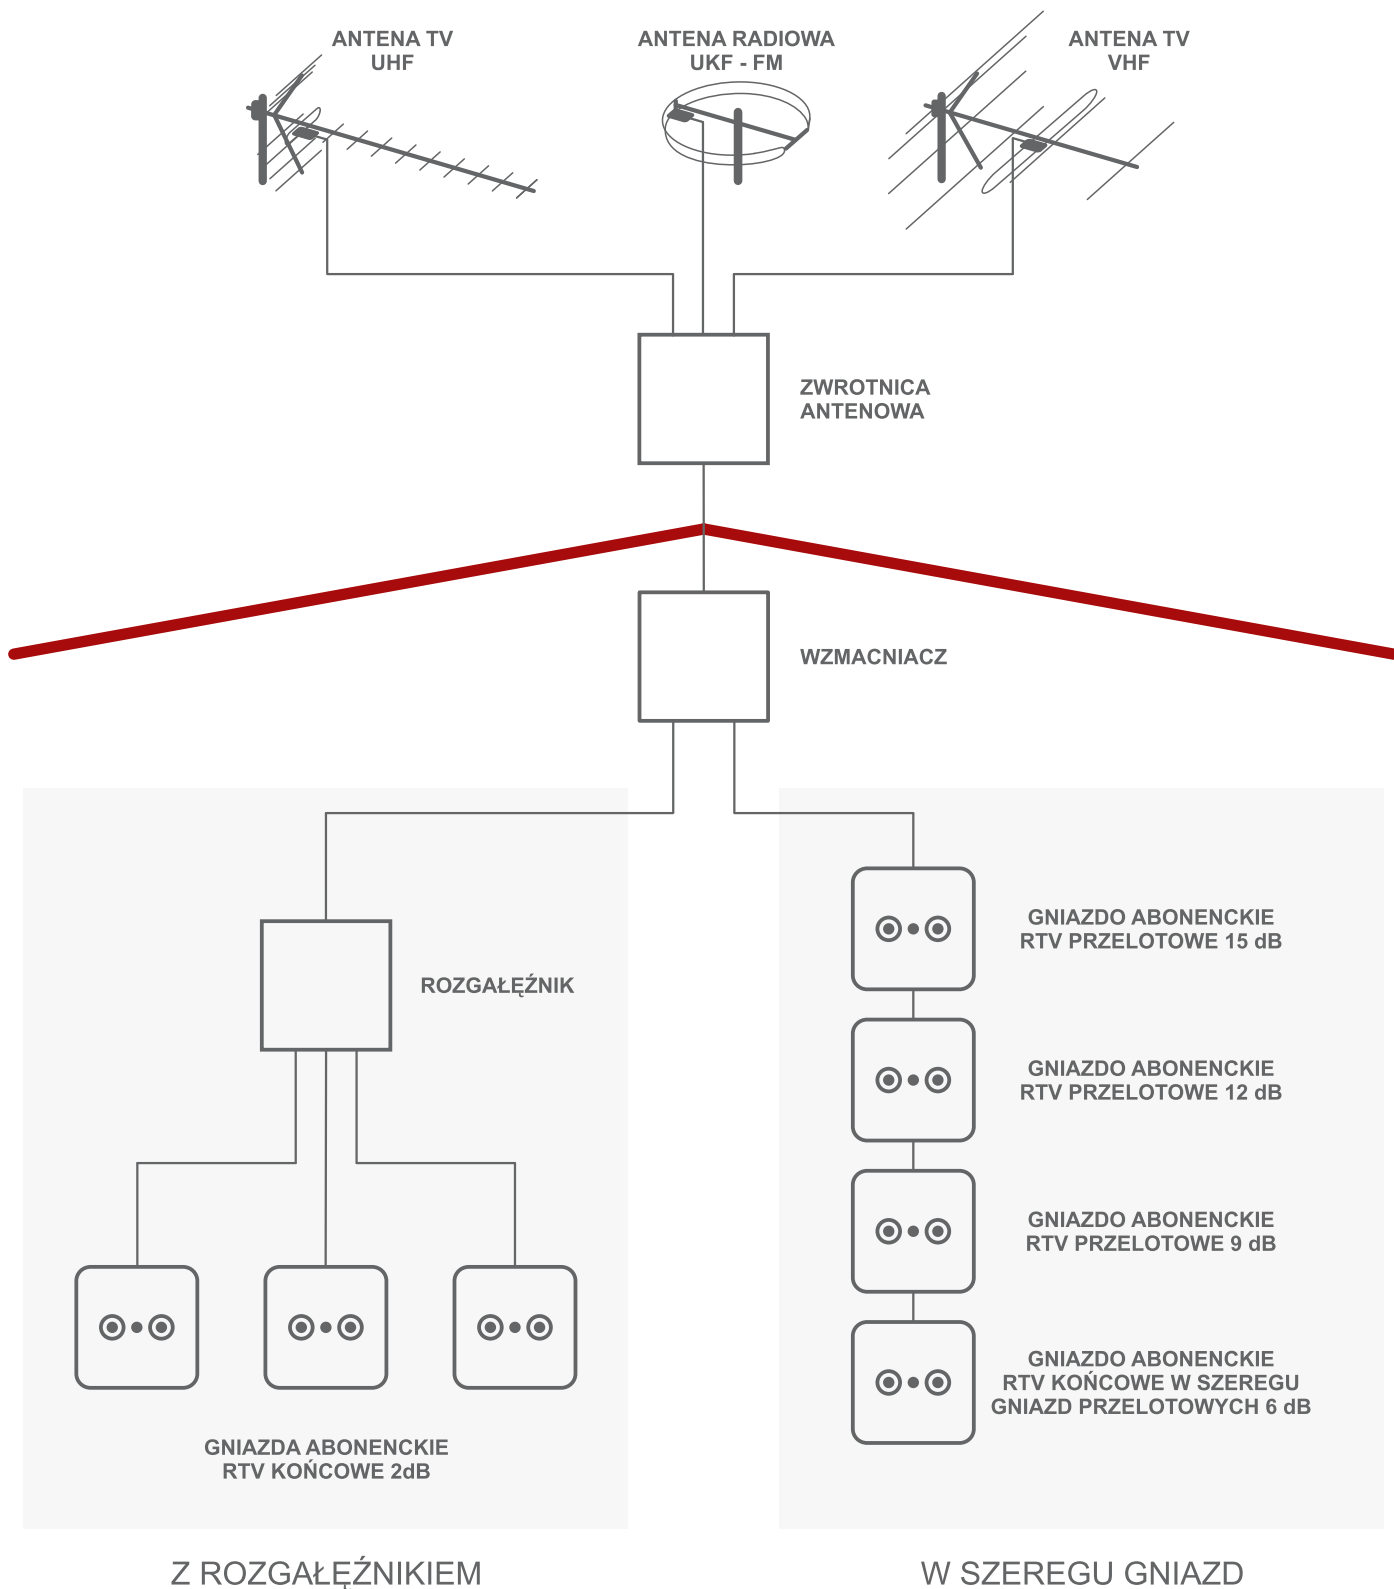 ANTENA TV
UHF
ANTENA RADIOWA
UKF - FM
ANTENA TV
VHF
ZWROTNICA
ANTENOWA
WZMACNIACZ
ROZGAŁĘŹNIK
GNIAZDA ABONENCKIE
RTV KOŃCOWE 2dB
GNIAZDO ABONENCKIE
RTV PRZELOTOWE 15 dB
GNIAZDO ABONENCKIE
RTV PRZELOTOWE 12 dB
GNIAZDO ABONENCKIE
RTV PRZELOTOWE 9 dB
GNIAZDO ABONENCKIE
RTV KOŃCOWE W SZEREGU
GNIAZD PRZELOTOWYCH 6 dB
Z ROZGAŁĘŹNIKIEM
W SZEREGU GNIAZD